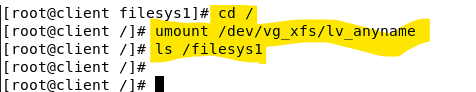 [root@client filesys1]# cd /
[root@client /]# umount /dev/vg_xfs/lv_anyname
[root@client /]# ls /filesys1
[root@client /]#
[root@client /]#